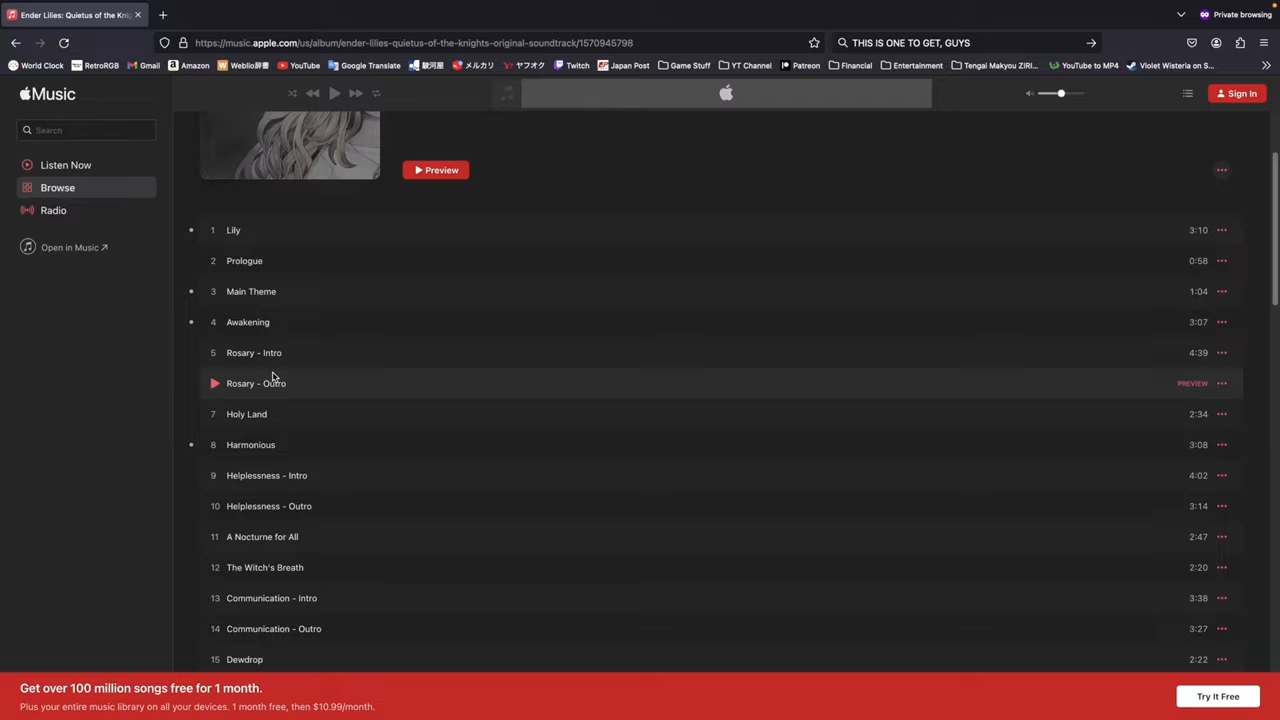 Ender Lilies: Quietus of the Kni
Private browsing
https://music.apple.com/us/album/ender-lilies-quietus-of-the-knights-original-soundtrack/1570945798
THIS IS ONE TO GET, GUYS
World Clock
RetroRGB
Gmail
Amazon
Weblio辞書
YouTube
Google Translate
駿河屋
メルカリ
ヤフオク
Twitch
Japan Post
Game Stuff
YT Channel
Patreon
Financial
Entertainment
Tengai Makyou ZIRI...
YouTube to MP4
Violet Wisteria on S...
Music
Sign In
Search
Listen Now
Browse
Radio
Open in Music
Preview
1 Lily 3:10
2 Prologue 0:58
3 Main Theme 1:04
4 Awakening 3:07
5 Rosary - Intro 4:39
Rosary - Outro PREVIEW
7 Holy Land 2:34
8 Harmonious 3:08
9 Helplessness - Intro 4:02
10 Helplessness - Outro 3:14
11 A Nocturne for All 2:47
12 The Witch's Breath 2:20
13 Communication - Intro 3:38
14 Communication - Outro 3:27
15 Dewdrop 2:22
Get over 100 million songs free for 1 month.
Plus your entire music library on all your devices. 1 month free, then $10.99/month.
Try It Free